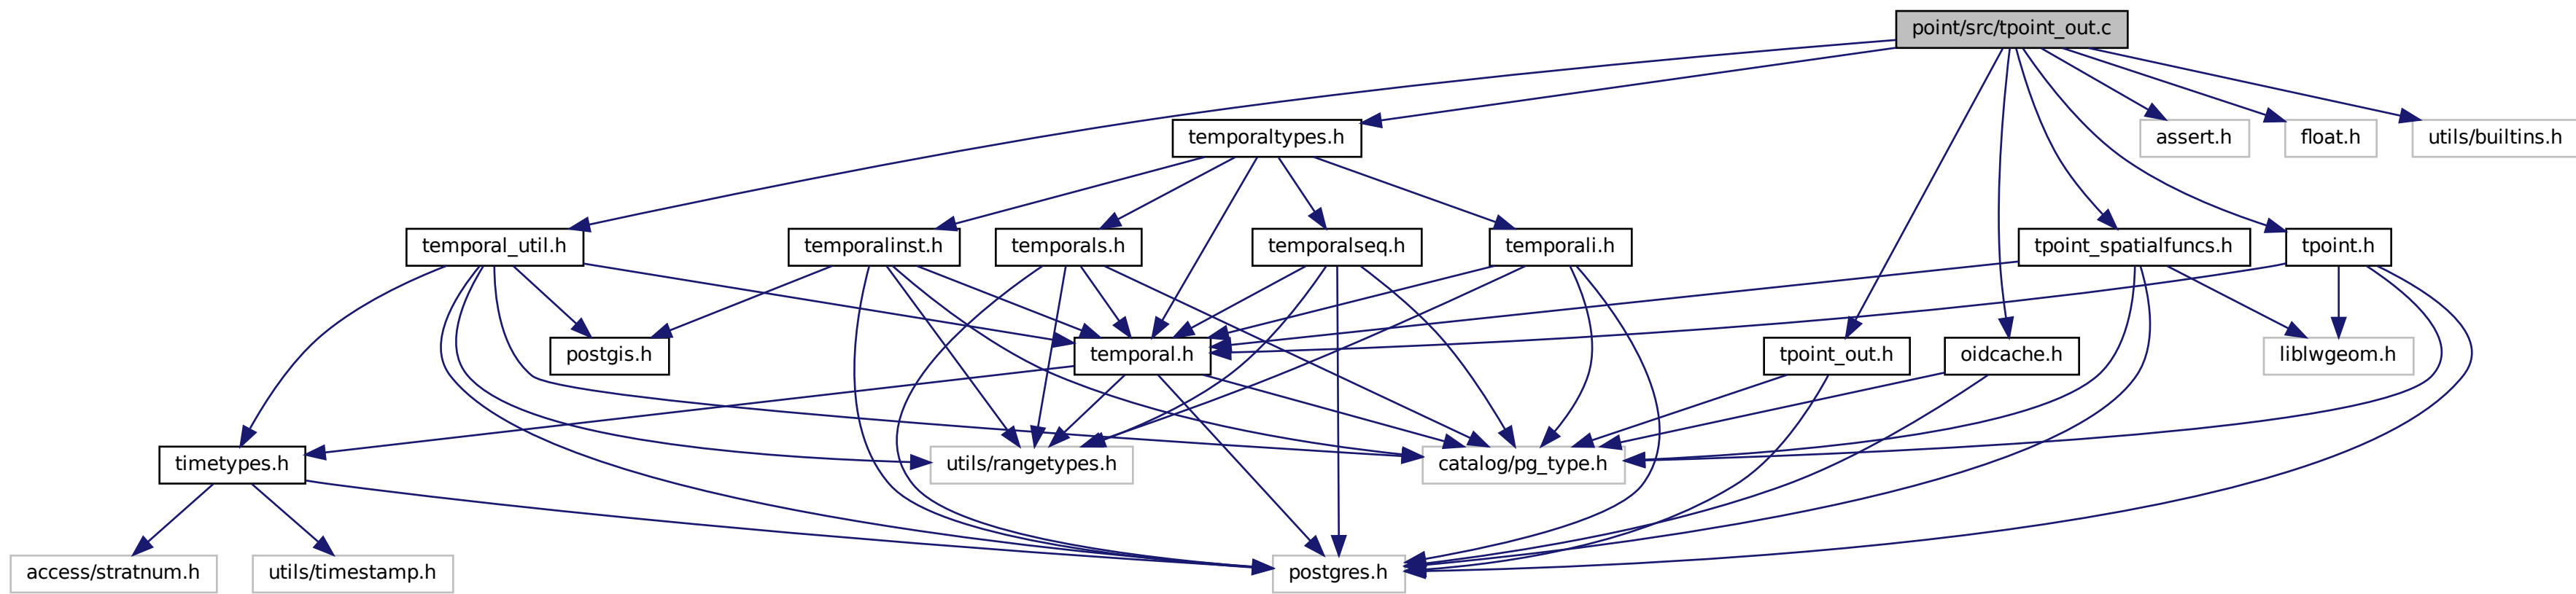 point/src/tpoint_out.c
temporaltypes.h
assert.h
float.h
utils/builtins.h
temporal_util.h
temporalinst.h
temporals.h
temporalseq.h
temporali.h
tpoint_spatialfuncs.h
tpoint.h
postgis.h
temporal.h
tpoint_out.h
oidcache.h
liblwgeom.h
timetypes.h
utils/rangetypes.h
catalog/pg_type.h
access/stratnum.h
utils/timestamp.h
postgres.h